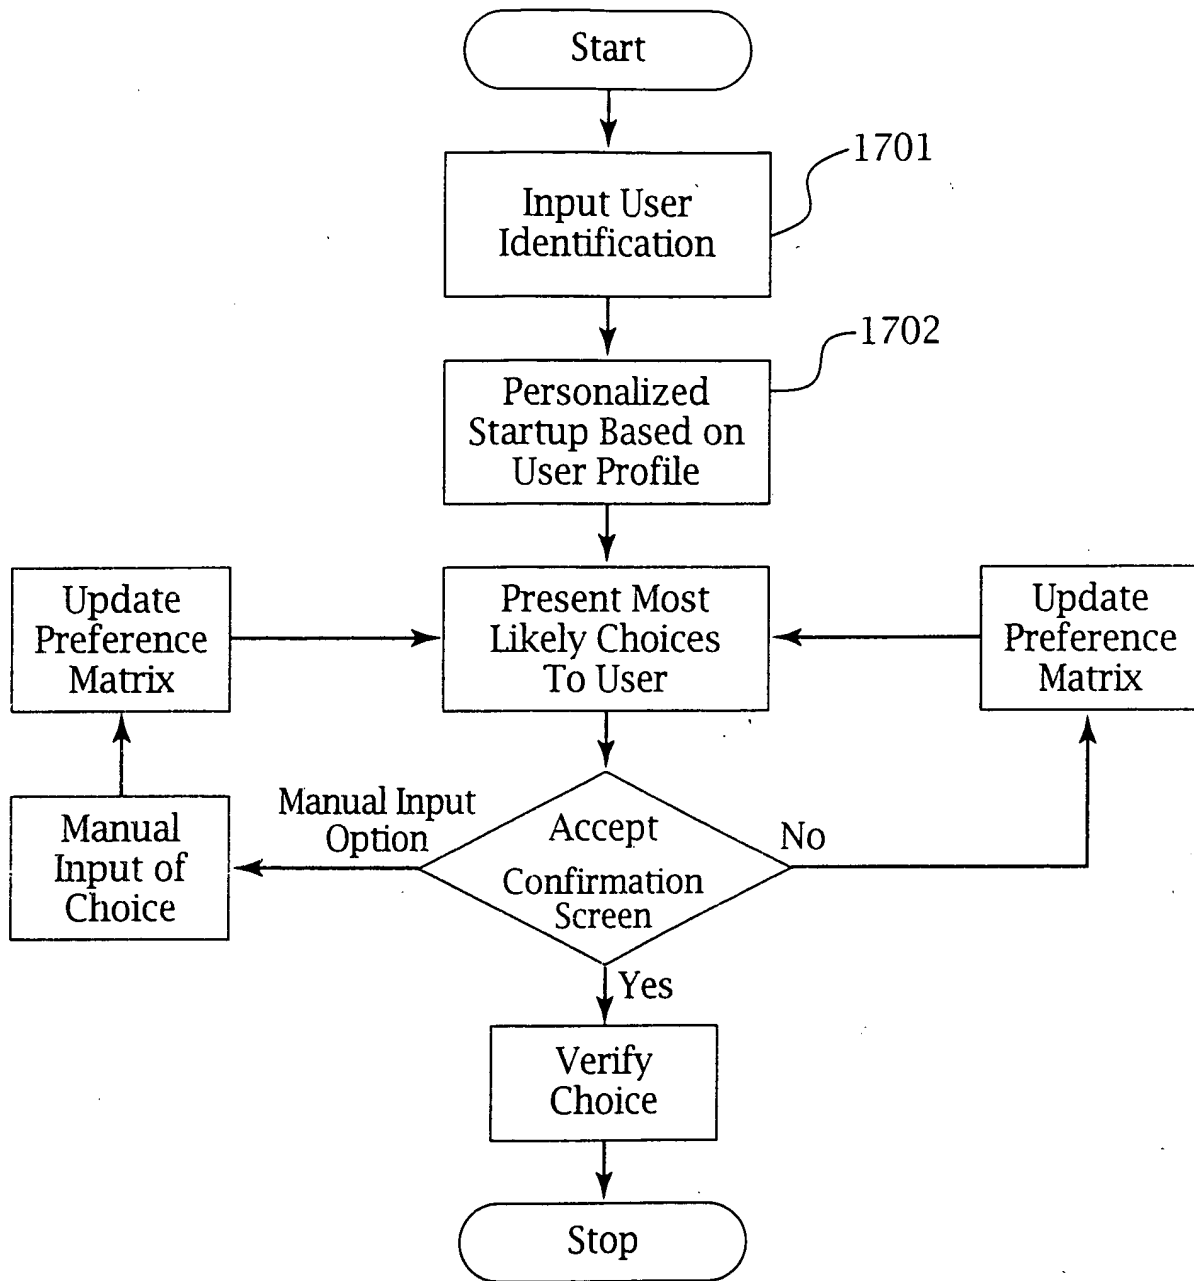 Start
1701
Input User
Identification
1702
Personalized
Startup Based on
User Profile
Update
Preference
Matrix
Present Most
Likely Choices
To User
Update
Preference
Matrix
Manual
Input of
Choice
Manual Input
Option
Accept
Confirmation
Screen
No
Yes
Verify
Choice
Stop